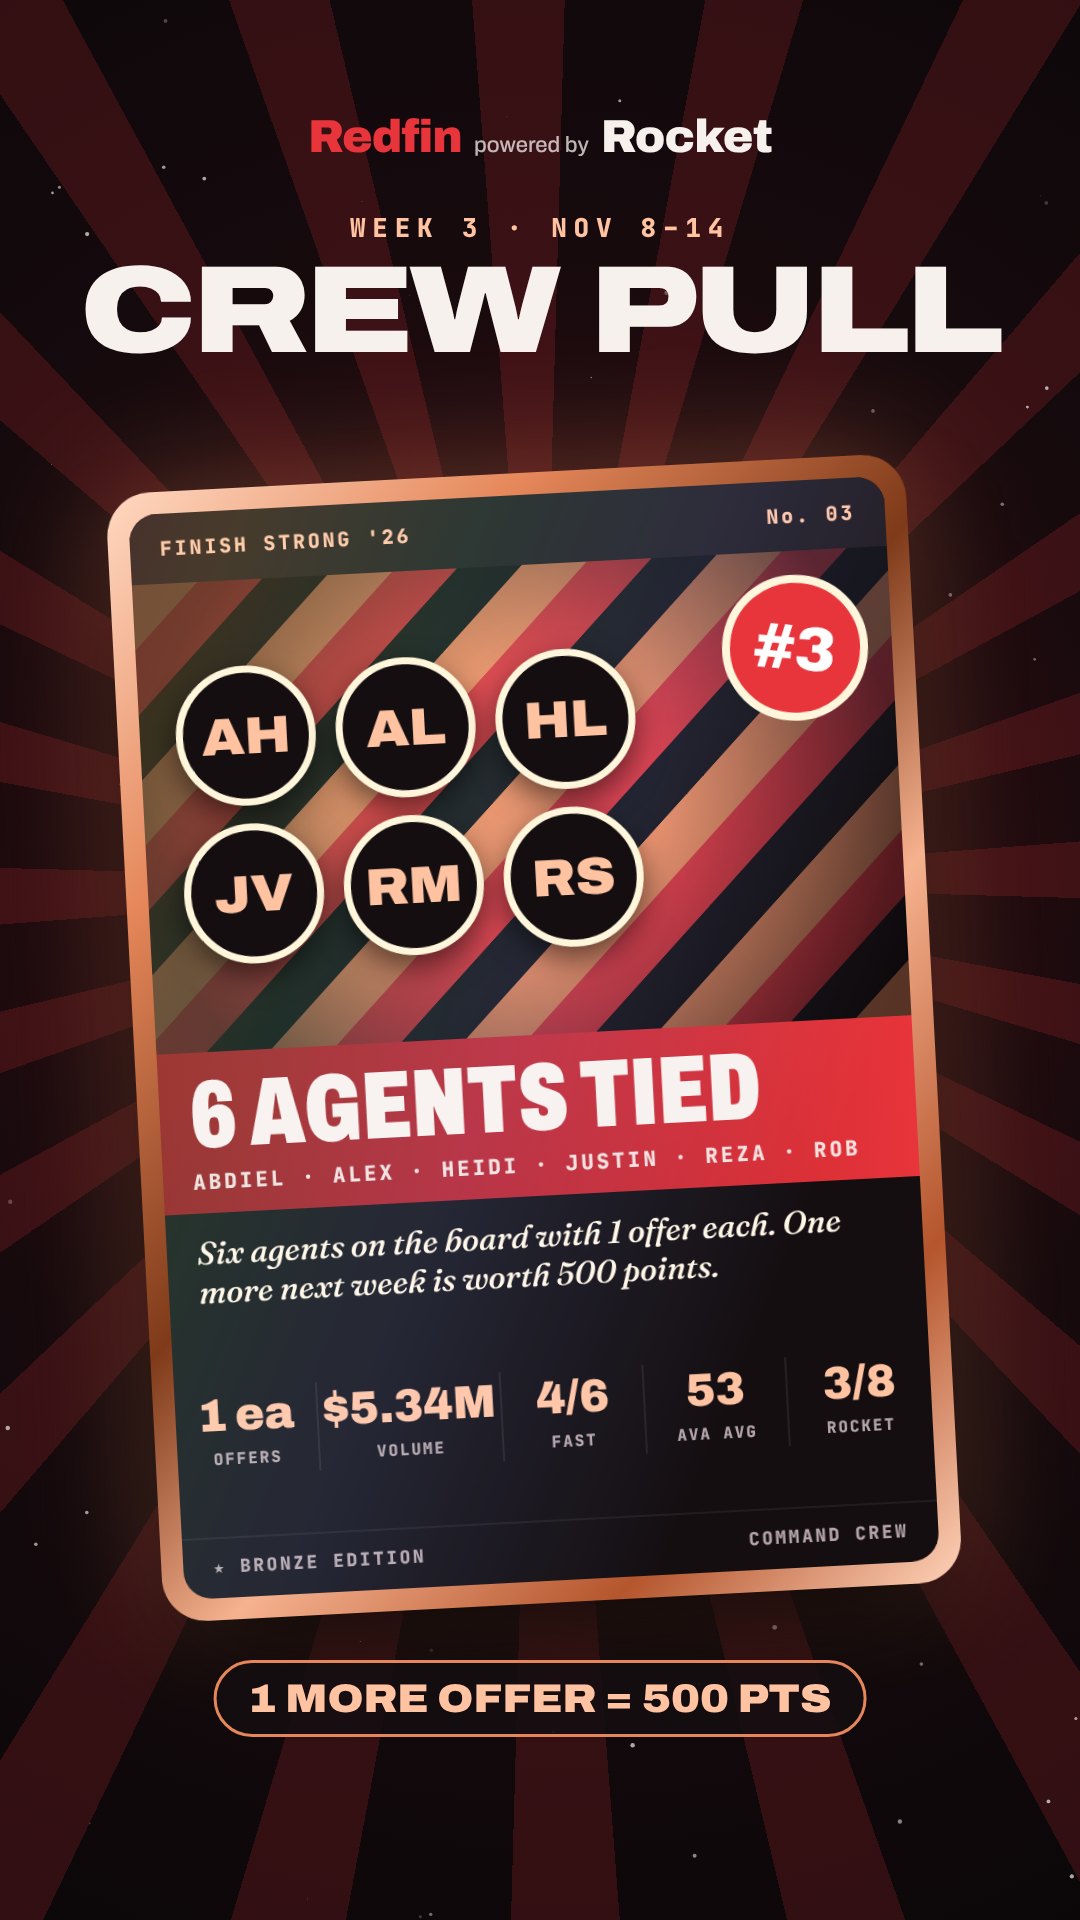 Redfin powered by Rocket
WEEK 3 · NOV 8–14
CREW PULL
FINISH STRONG '26
No. 03
#3
AH
AL
HL
JV
RM
RS
6 AGENTS TIED
ABDIEL · ALEX · HEIDI · JUSTIN · REZA · ROB
Six agents on the board with 1 offer each. One
more next week is worth 500 points.
1 ea
OFFERS
$5.34M
VOLUME
4/6
FAST
53
AVA AVG
3/8
ROCKET
★ BRONZE EDITION
COMMAND CREW
1 MORE OFFER = 500 PTS